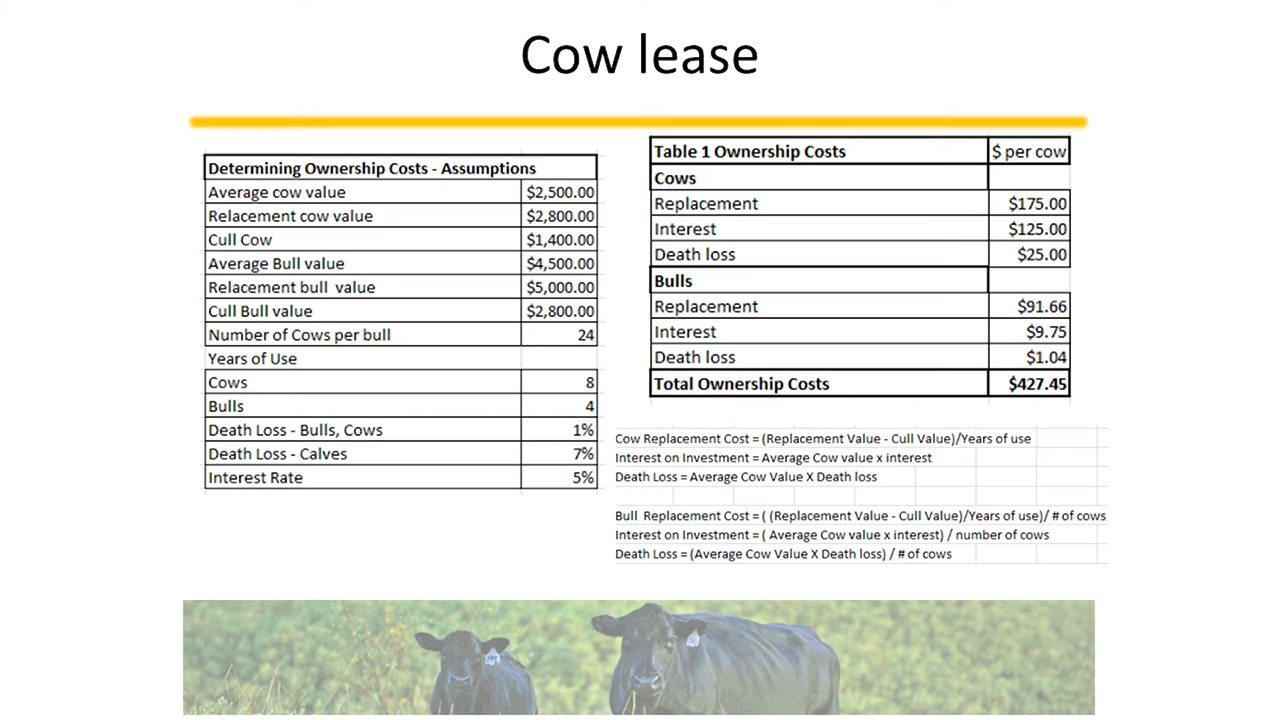 Cow lease
Determining Ownership Costs - Assumptions
Average cow value $2,500.00
Relacement cow value $2,800.00
Cull Cow $1,400.00
Average Bull value $4,500.00
Relacement bull value $5,000.00
Cull Bull value $2,800.00
Number of Cows per bull 24
Years of Use
Cows 8
Bulls 4
Death Loss - Bulls, Cows 1%
Death Loss - Calves 7%
Interest Rate 5%
Table 1 Ownership Costs $ per cow
Cows
Replacement $175.00
Interest $125.00
Death loss $25.00
Bulls
Replacement $91.66
Interest $9.75
Death loss $1.04
Total Ownership Costs $427.45
Cow Replacement Cost = (Replacement Value - Cull Value)/Years of use
Interest on Investment = Average Cow value x interest
Death Loss = Average Cow Value X Death loss
Bull Replacement Cost = ( (Replacement Value - Cull Value)/Years of use)/ # of cows
Interest on Investment = ( Average Cow value x interest) / number of cows
Death Loss = (Average Cow Value X Death loss) / # of cows